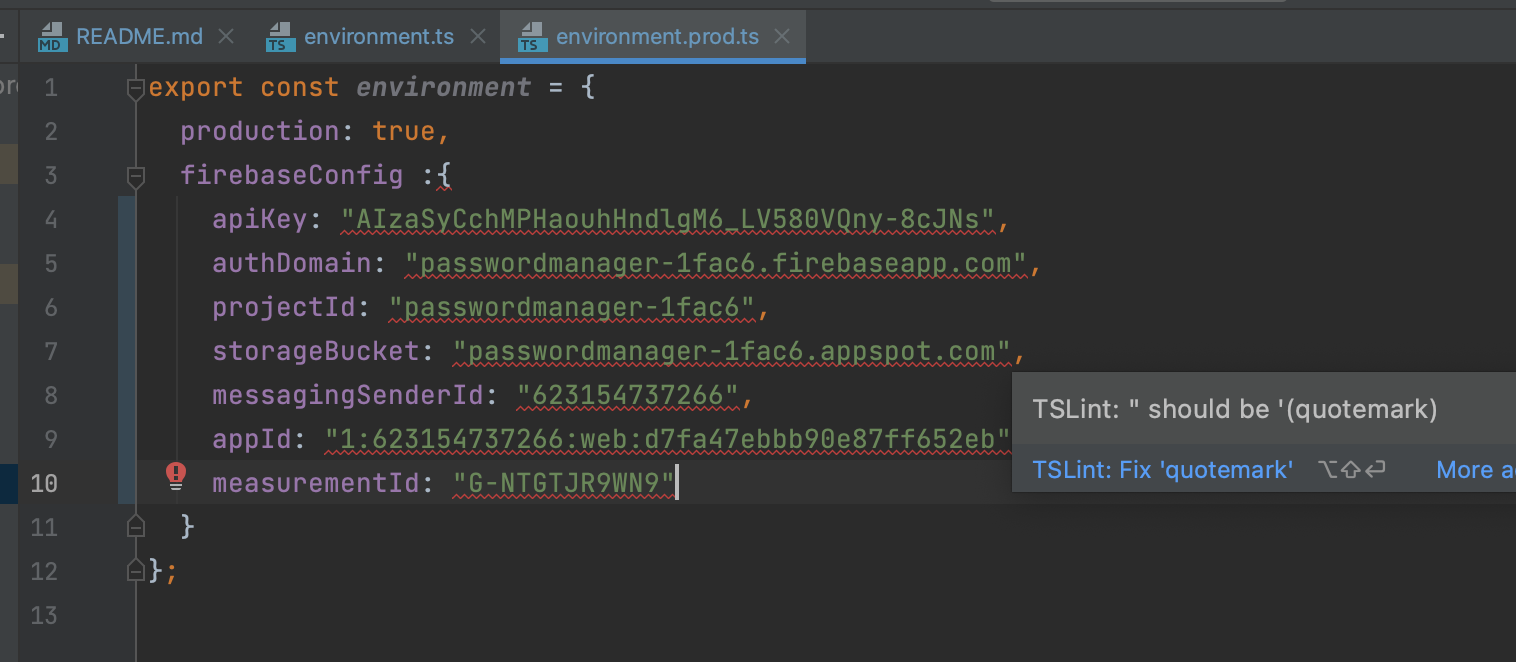 README.md environment.ts environment.prod.ts
1 export const environment = {
2 production: true,
3 firebaseConfig :{
4 apiKey: "AIzaSyCchMPHaouhHndlgM6_LV580VQny-8cJNs",
5 authDomain: "passwordmanager-1fac6.firebaseapp.com",
6 projectId: "passwordmanager-1fac6",
7 storageBucket: "passwordmanager-1fac6.appspot.com",
8 messagingSenderId: "623154737266",
9 appId: "1:623154737266:web:d7fa47ebbb90e87ff652eb"
10 measurementId: "G-NTGTJR9WN9"
11 }
12 };
13
TSLint: " should be '(quotemark)
TSLint: Fix 'quotemark' ⌥⇧⏎ More a